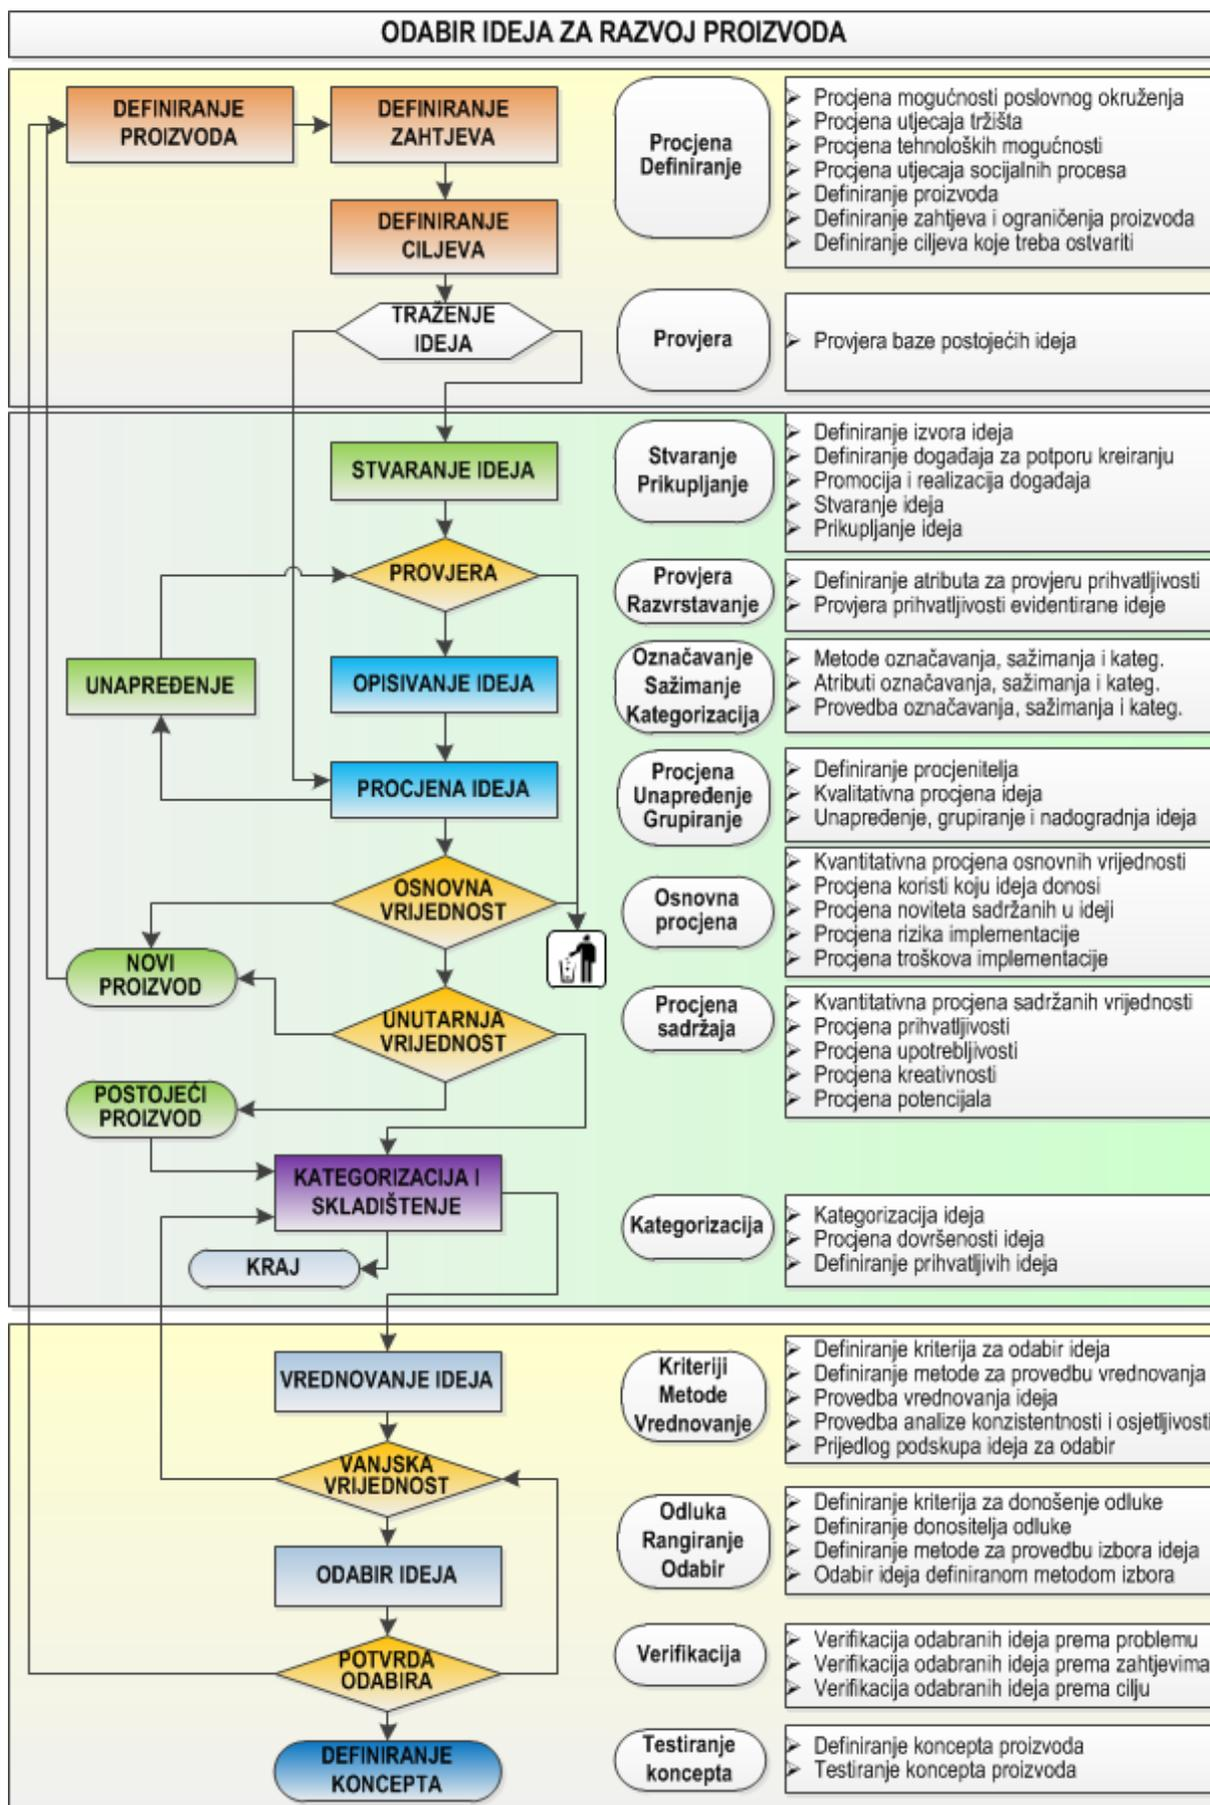 ODABIR IDEJA ZA RAZVOJ PROIZVODA
DEFINIRANJE
PROIZVODA
DEFINIRANJE
ZAHTJEVA
DEFINIRANJE
CILJEVA
TRAŽENJE
IDEJA
Procjena
Definiranje
Procjena mogućnosti poslovnog okruženja
Procjena utjecaja tržišta
Procjena tehnoloških mogućnosti
Procjena utjecaja socijalnih procesa
Definiranje proizvoda
Definiranje zahtjeva i ograničenja proizvoda
Definiranje ciljeva koje treba ostvariti
Provjera
Provjera baze postojećih ideja
STVARANJE IDEJA
PROVJERA
UNAPREĐENJE
OPISIVANJE IDEJA
PROCJENA IDEJA
OSNOVNA
VRIJEDNOST
NOVI
PROIZVOD
UNUTARNJA
VRIJEDNOST
POSTOJEĆI
PROIZVOD
KATEGORIZACIJA I
SKLADIŠTENJE
KRAJ
Stvaranje
Prikupljanje
Definiranje izvora ideja
Definiranje događaja za potporu kreiranju
Promocija i realizacija događaja
Stvaranje ideja
Prikupljanje ideja
Provjera
Razvrstavanje
Definiranje atributa za provjeru prihvatljivosti
Provjera prihvatljivosti evidentirane ideje
Označavanje
Sažimanje
Kategorizacija
Metode označavanja, sažimanja i kateg.
Atributi označavanja, sažimanja i kateg.
Provedba označavanja, sažimanja i kateg.
Procjena
Unapređenje
Grupiranje
Definiranje procjenitelja
Kvalitativna procjena ideja
Unapređenje, grupiranje i nadogradnja ideja
Osnovna
procjena
Kvantitativna procjena osnovnih vrijednosti
Procjena koristi koju ideja donosi
Procjena noviteta sadržanih u ideji
Procjena rizika implementacije
Procjena troškova implementacije
Procjena
sadržaja
Kvantitativna procjena sadržanih vrijednosti
Procjena prihvatljivosti
Procjena upotrebljivosti
Procjena kreativnosti
Procjena potencijala
Kategorizacija
Kategorizacija ideja
Procjena dovršenosti ideja
Definiranje prihvatljivih ideja
VREDNOVANJE IDEJA
VANJSKA
VRIJEDNOST
ODABIR IDEJA
POTVRDA
ODABIRA
DEFINIRANJE
KONCEPTA
Kriteriji
Metode
Vrednovanje
Definiranje kriterija za odabir ideja
Definiranje metode za provedbu vrednovanja
Provedba vrednovanja ideja
Provedba analize konzistentnosti i osjetljivosti
Prijedlog podskupa ideja za odabir
Odluka
Rangiranje
Odabir
Definiranje kriterija za donošenje odluke
Definiranje donositelja odluke
Definiranje metode za provedbu izbora ideja
Odabir ideja definiranom metodom izbora
Verifikacija
Verifikacija odabranih ideja prema problemu
Verifikacija odabranih ideja prema zahtjevima
Verifikacija odabranih ideja prema cilju
Testiranje
koncepta
Definiranje koncepta proizvoda
Testiranje koncepta proizvoda